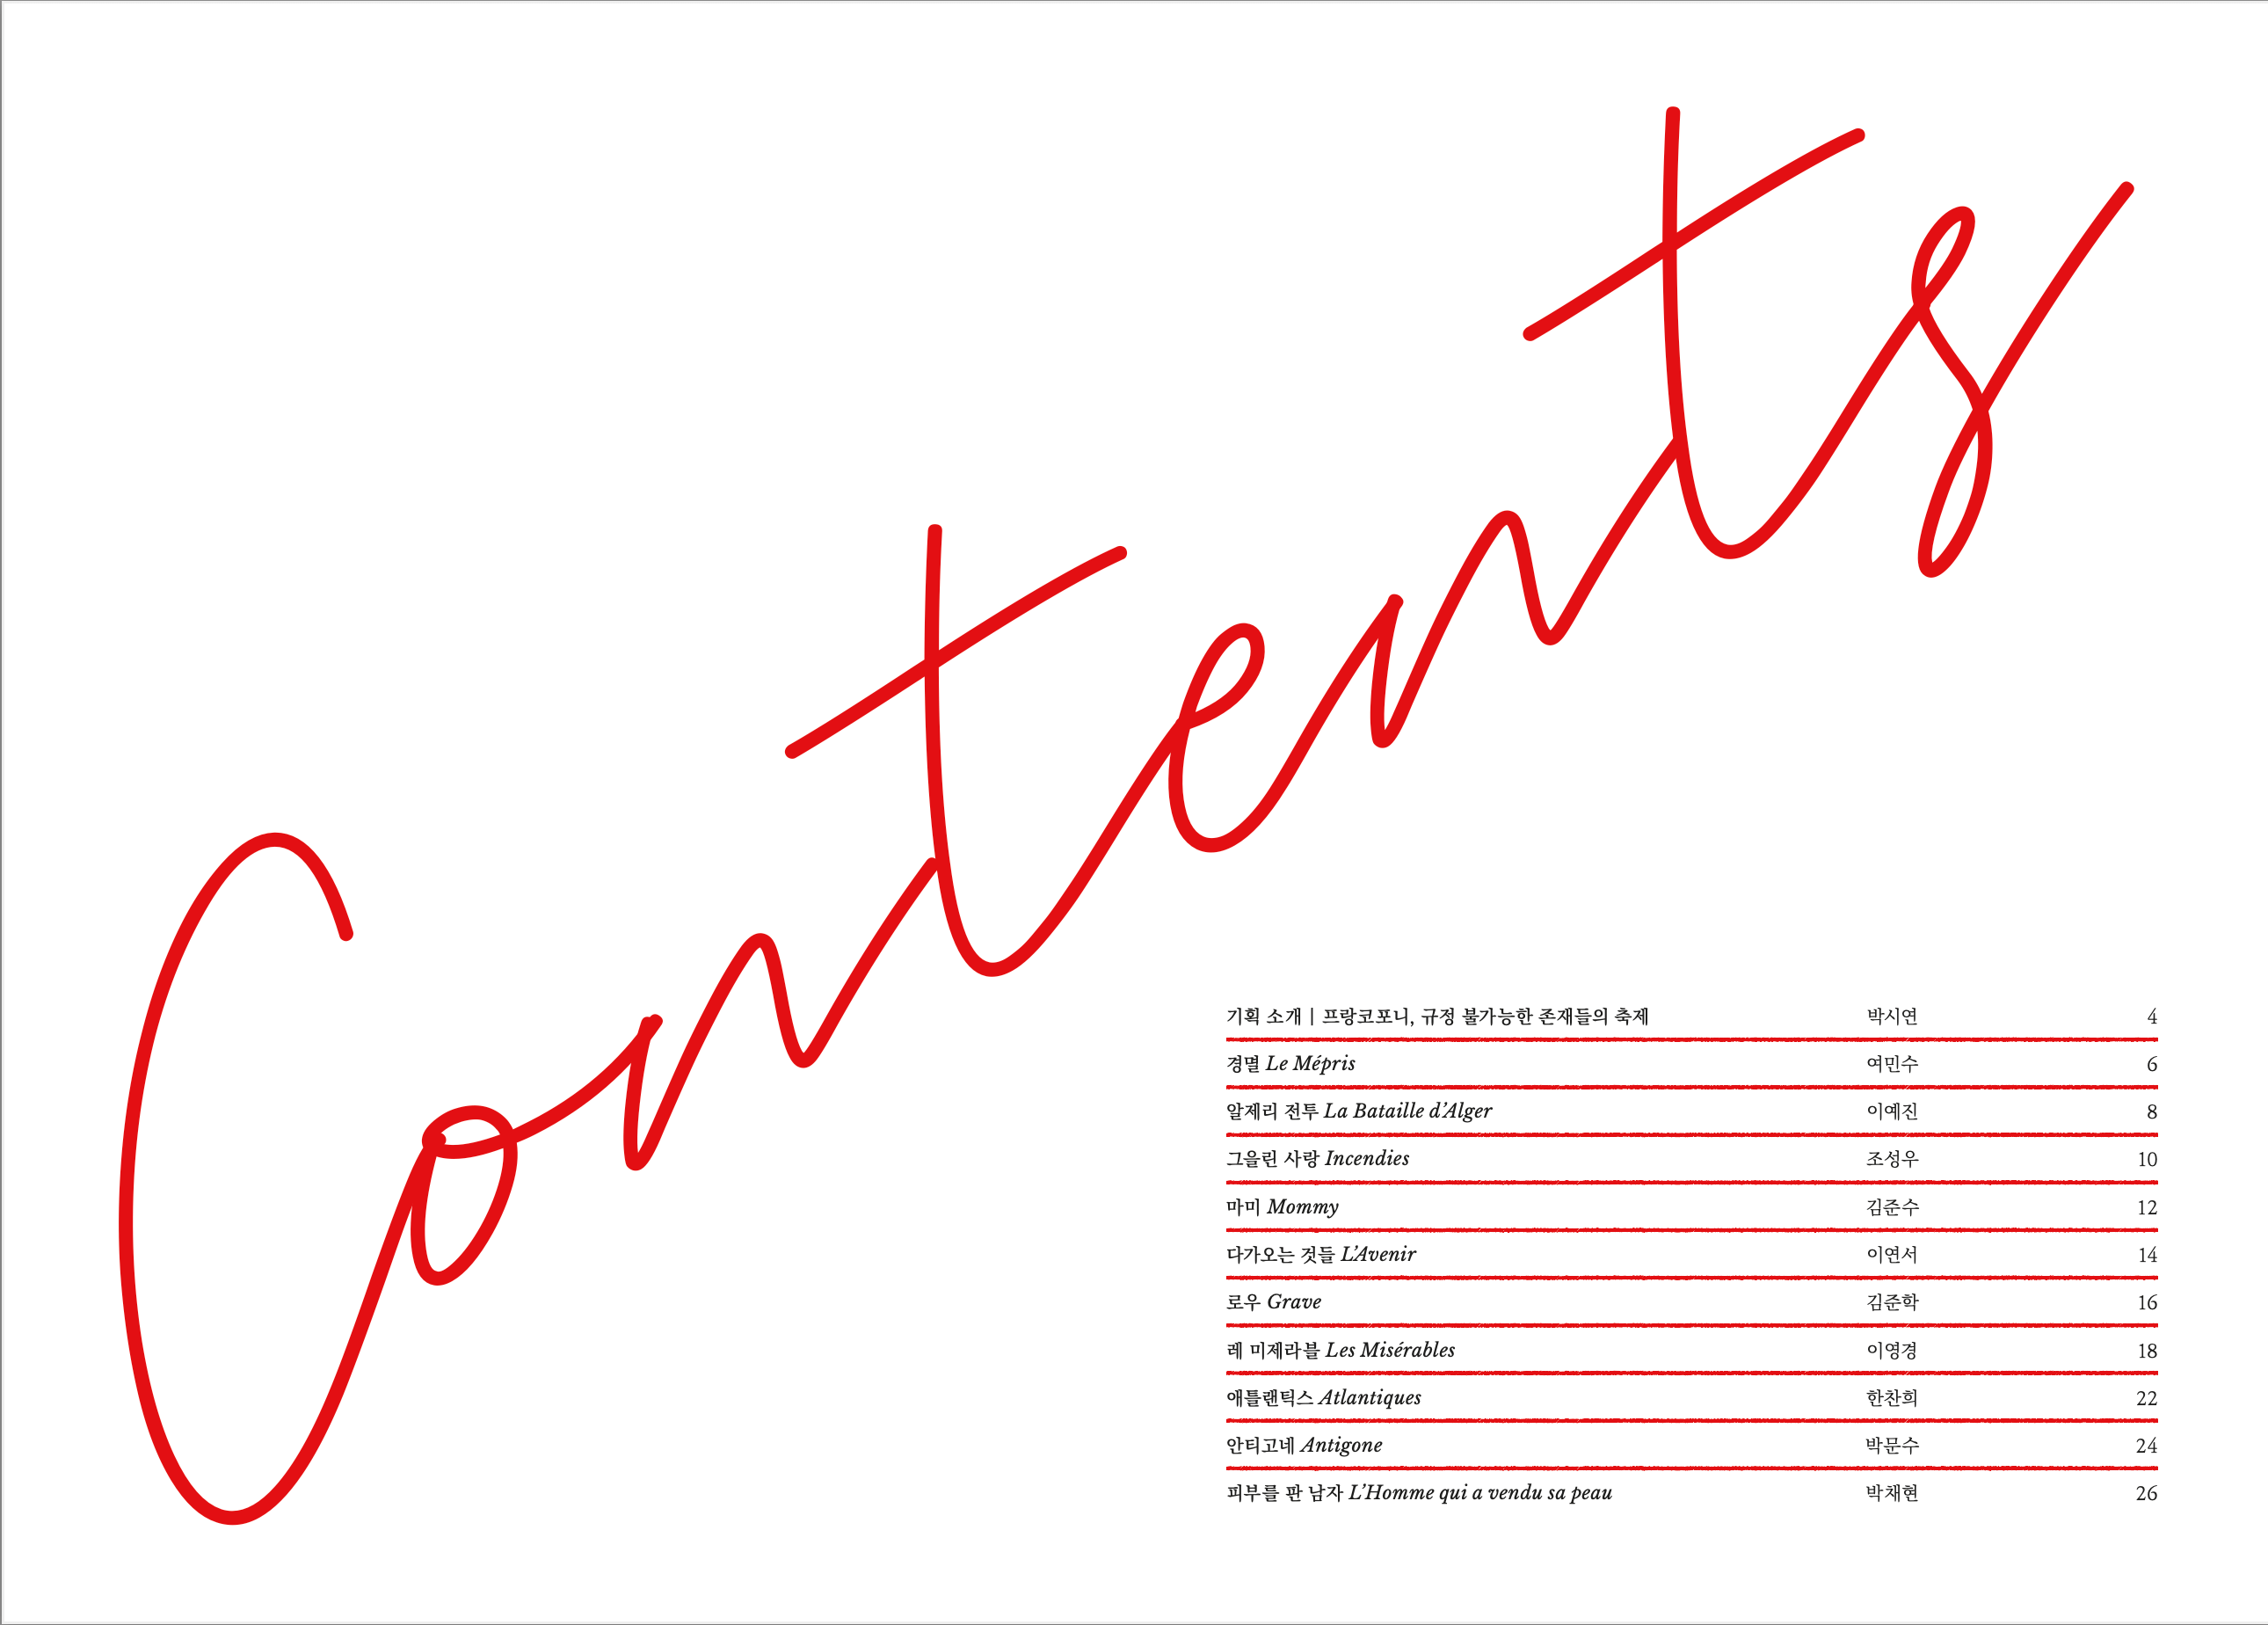 Contents
기획 소개 | 프랑코포니, 규정 불가능한 존재들의 축제 박시연 4
경멸 Le Mépris 여민수 6
알제리 전투 La Bataille d’Alger 이예진 8
그을린 사랑 Incendies 조성우 10
마미 Mommy 김준수 12
다가오는 것들 L’Avenir 이연서 14
로우 Grave 김준학 16
레 미제라블 Les Misérables 이영경 18
애틀랜틱스 Atlantiques 한찬희 22
안티고네 Antigone 박문수 24
피부를 판 남자 L’Homme qui a vendu sa peau 박채현 26